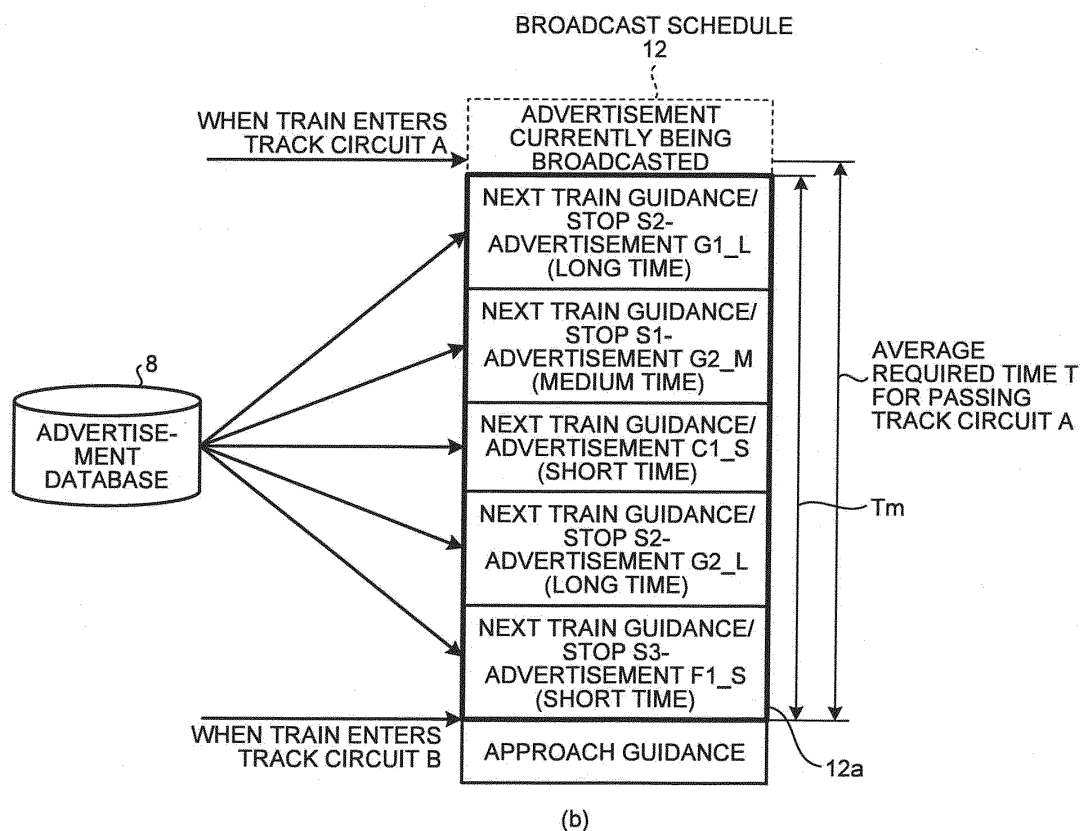 BROADCAST SCHEDULE
12
WHEN TRAIN ENTERS
TRACK CIRCUIT A
ADVERTISEMENT
CURRENTLY BEING
BROADCASTED
NEXT TRAIN GUIDANCE/
STOP S2-
ADVERTISEMENT G1_L
(LONG TIME)
NEXT TRAIN GUIDANCE/
STOP S1-
ADVERTISEMENT G2_M
(MEDIUM TIME)
NEXT TRAIN GUIDANCE/
ADVERTISEMENT C1_S
(SHORT TIME)
NEXT TRAIN GUIDANCE/
STOP S2-
ADVERTISEMENT G2_L
(LONG TIME)
NEXT TRAIN GUIDANCE/
STOP S3-
ADVERTISEMENT F1_S
(SHORT TIME)
APPROACH GUIDANCE
8
ADVERTISE-
MENT
DATABASE
AVERAGE
REQUIRED TIME T
FOR PASSING
TRACK CIRCUIT A
Tm
WHEN TRAIN ENTERS
TRACK CIRCUIT B
12a
(b)